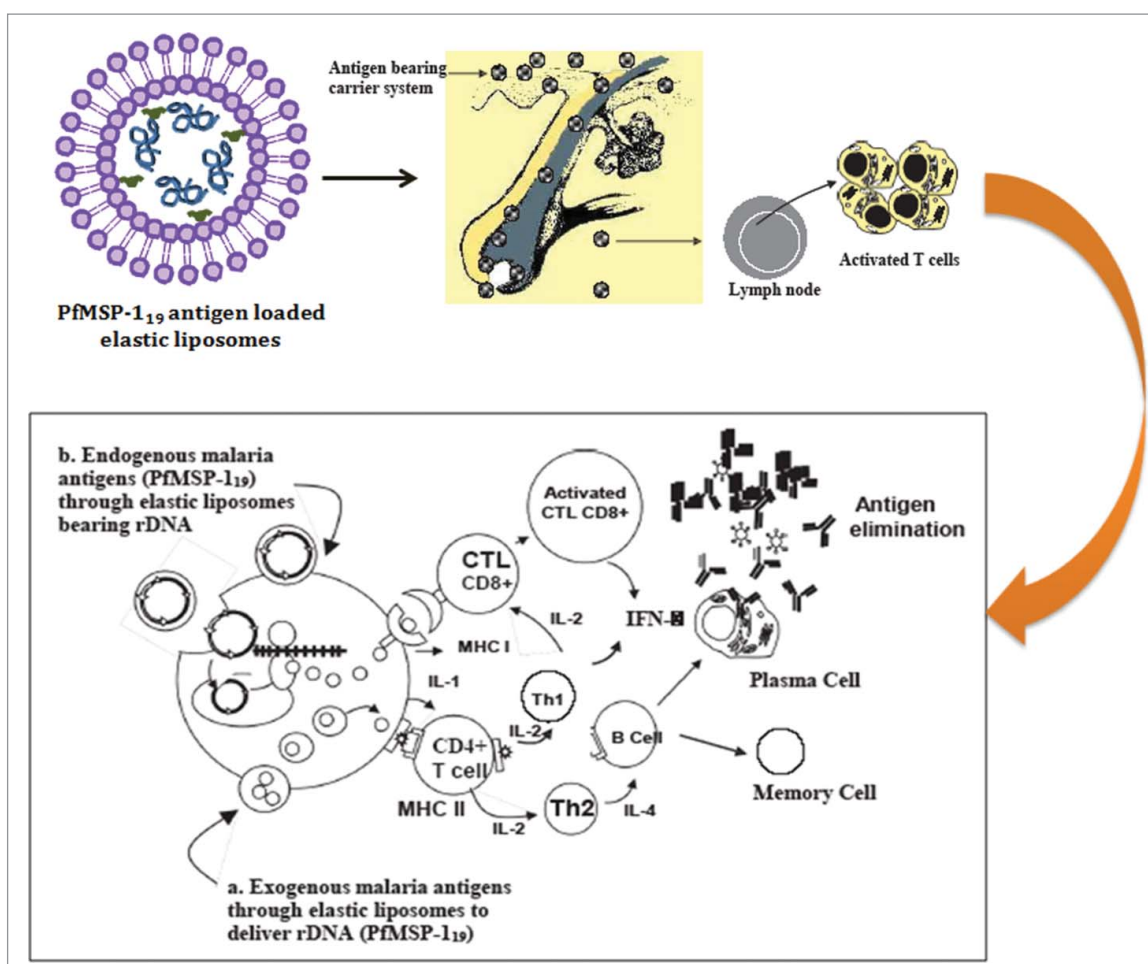 Antigen bearing
carrier system
PfMSP-1₁₉ antigen loaded
elastic liposomes
Lymph node
Activated T cells
b. Endogenous malaria
antigens (PfMSP-1₁₉)
through elastic liposomes
bearing rDNA
Activated
CTL CD8+
Antigen
elimination
CTL
CD8+
IL-2
IFN-
MHC I
IL-1
Th1
Plasma Cell
IL-2
B Cell
CD4+
T cell
MHC II
Th2
IL-4
IL-2
Memory Cell
a. Exogenous malaria antigens
through elastic liposomes to
deliver rDNA (PfMSP-1₁₉)